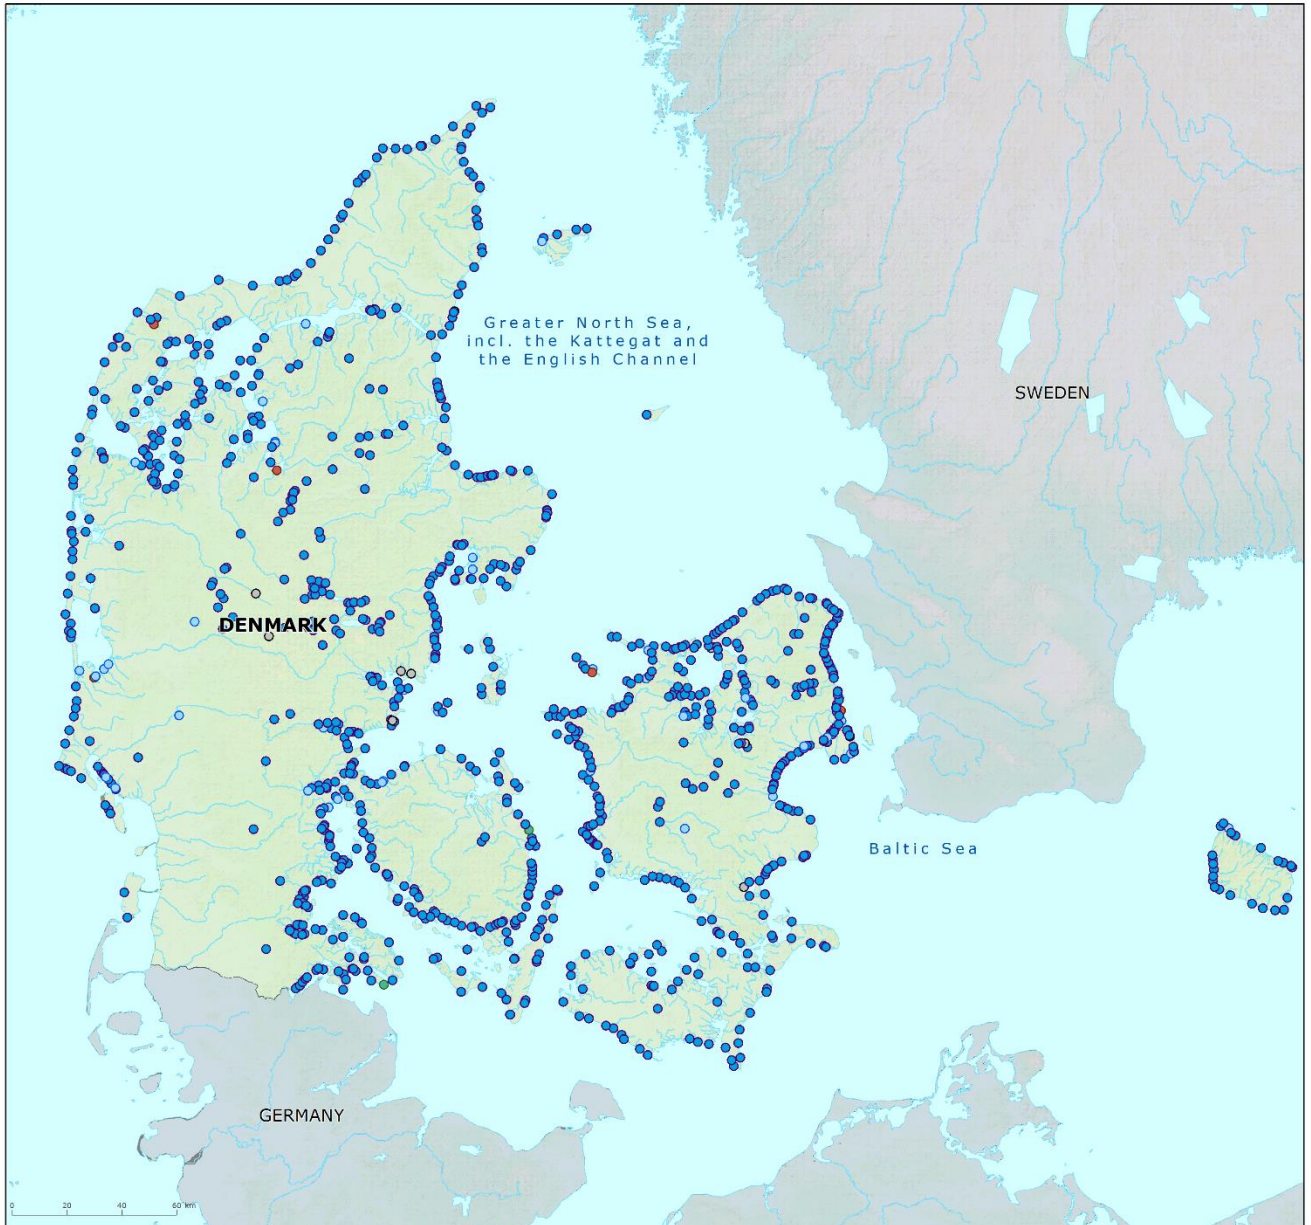 Greater North Sea,
incl. the Kattegat and
the English Channel
SWEDEN
DENMARK
Baltic Sea
GERMANY
0 20 40 60 km